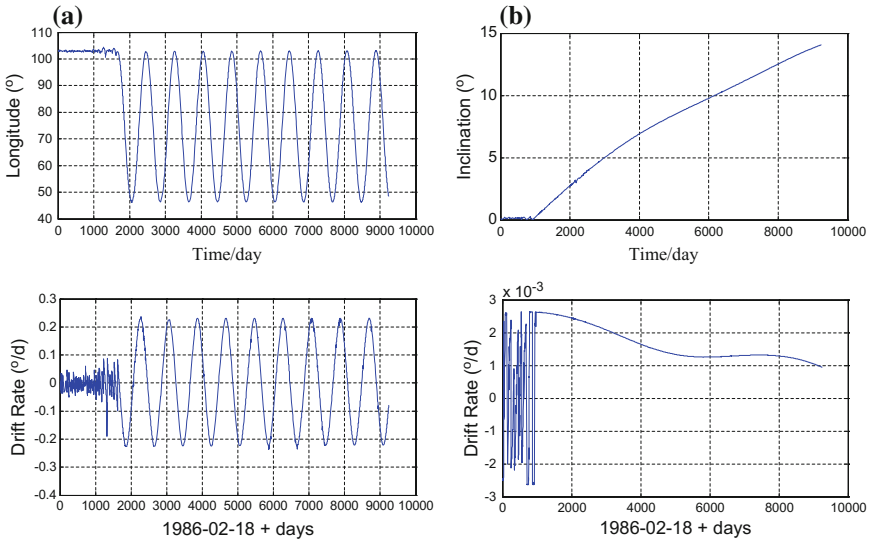 (a)
Longitude (°)
110
100
90
80
70
60
50
40
0 1000 2000 3000 4000 5000 6000 7000 8000 9000 10000
Time/day
(b)
Inclination (°)
15
10
5
0
0 2000 4000 6000 8000 10000
Time/day
Drift Rate (°/d)
0.3
0.2
0.1
0
-0.1
-0.2
-0.3
-0.4
0 1000 2000 3000 4000 5000 6000 7000 8000 9000 10000
1986-02-18 + days
x 10⁻³
Drift Rate (°/d)
3
2
1
0
-1
-2
-3
0 2000 4000 6000 8000 10000
1986-02-18 + days